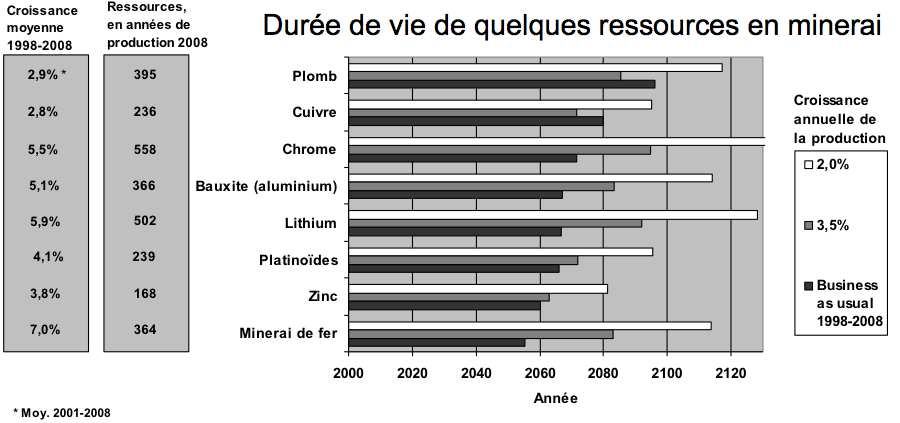 Croissance
moyenne
1998-2008
Ressources,
en années de
production 2008
Durée de vie de quelques ressources en minerai
2,9% * 395 Plomb
2,8% 236 Cuivre
5,5% 558 Chrome
5,1% 366 Bauxite (aluminium)
5,9% 502 Lithium
4,1% 239 Platinoïdes
3,8% 168 Zinc
7,0% 364 Minerai de fer
2000 2020 2040 2060 2080 2100 2120
Année
Croissance
annuelle de
la production
2,0%
3,5%
Business
as usual
1998-2008
* Moy. 2001-2008